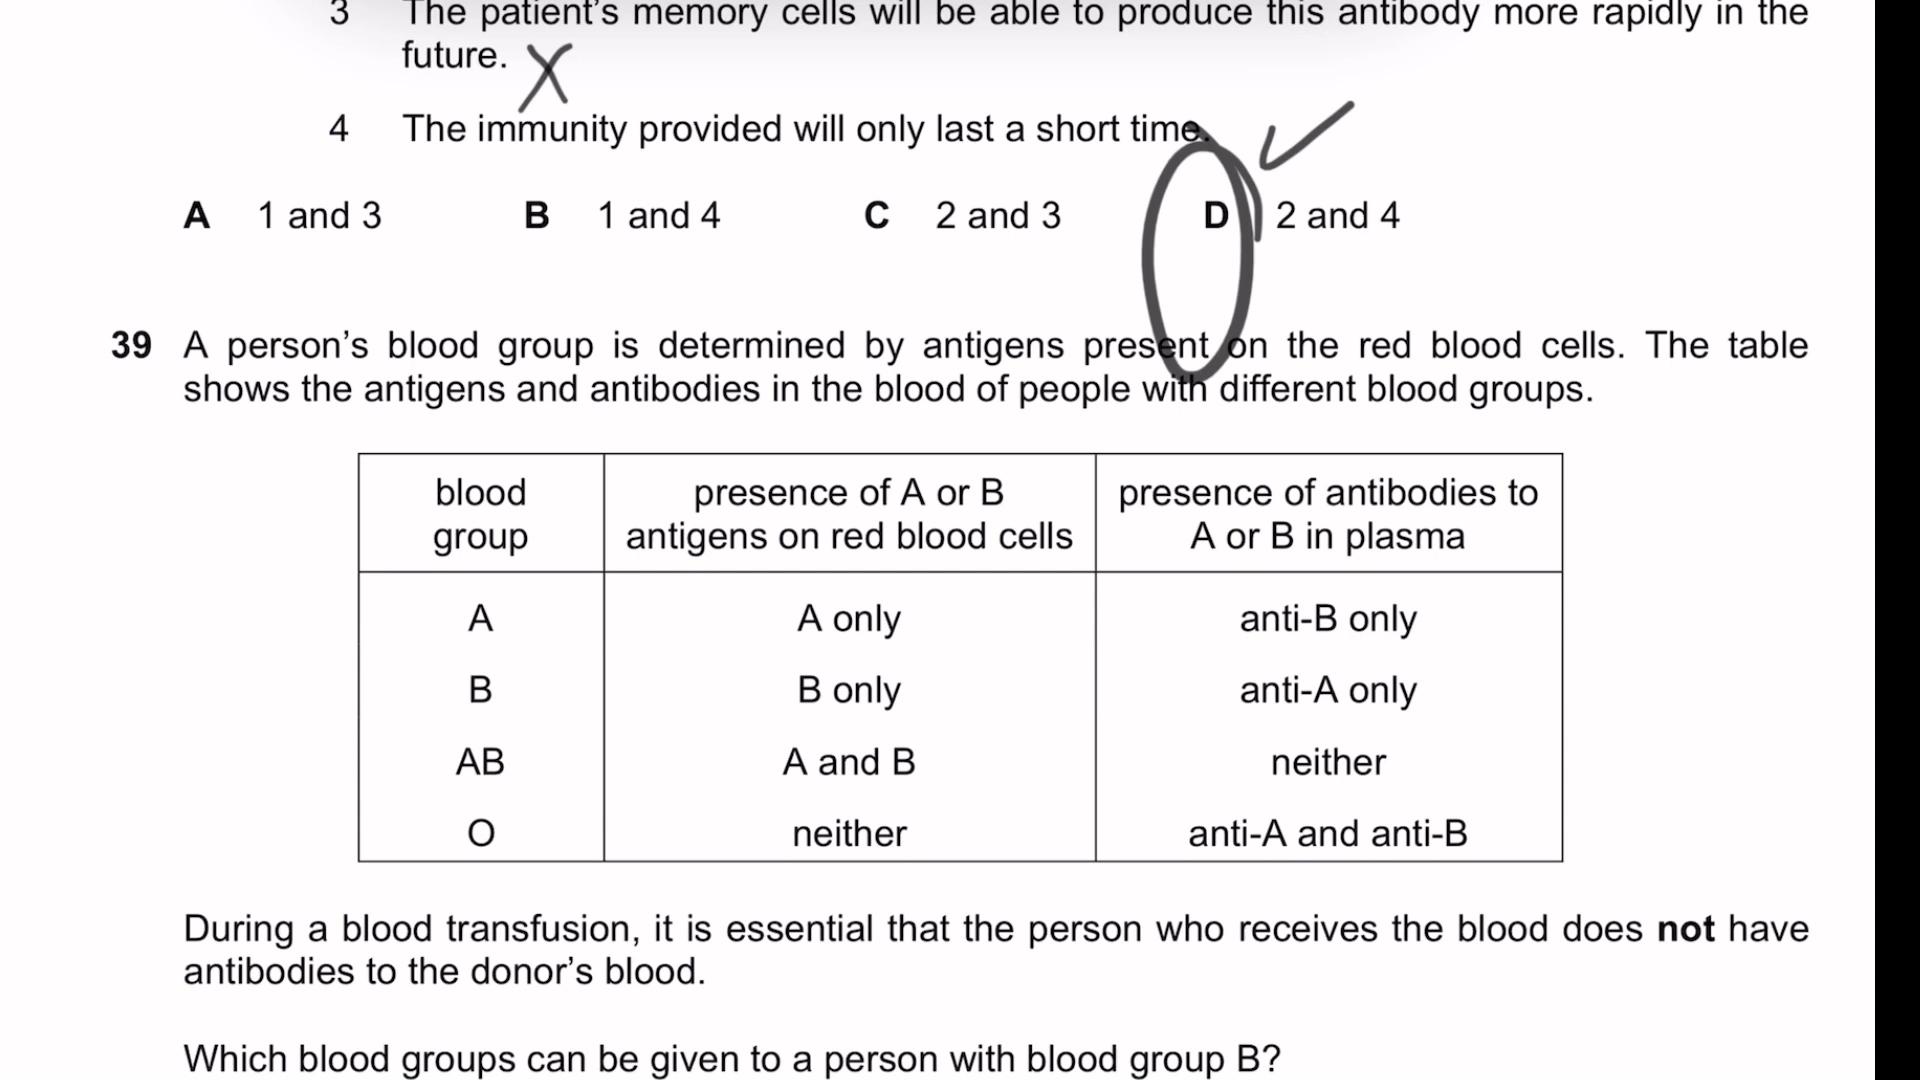 3 The patient's memory cells will be able to produce this antibody more rapidly in the
future.
4 The immunity provided will only last a short time.
A 1 and 3 B 1 and 4 C 2 and 3 D 2 and 4
39 A person's blood group is determined by antigens present on the red blood cells. The table
shows the antigens and antibodies in the blood of people with different blood groups.
blood group presence of A or B antigens on red blood cells presence of antibodies to A or B in plasma
A A only anti-B only
B B only anti-A only
AB A and B neither
O neither anti-A and anti-B
During a blood transfusion, it is essential that the person who receives the blood does not have
antibodies to the donor's blood.
Which blood groups can be given to a person with blood group B?